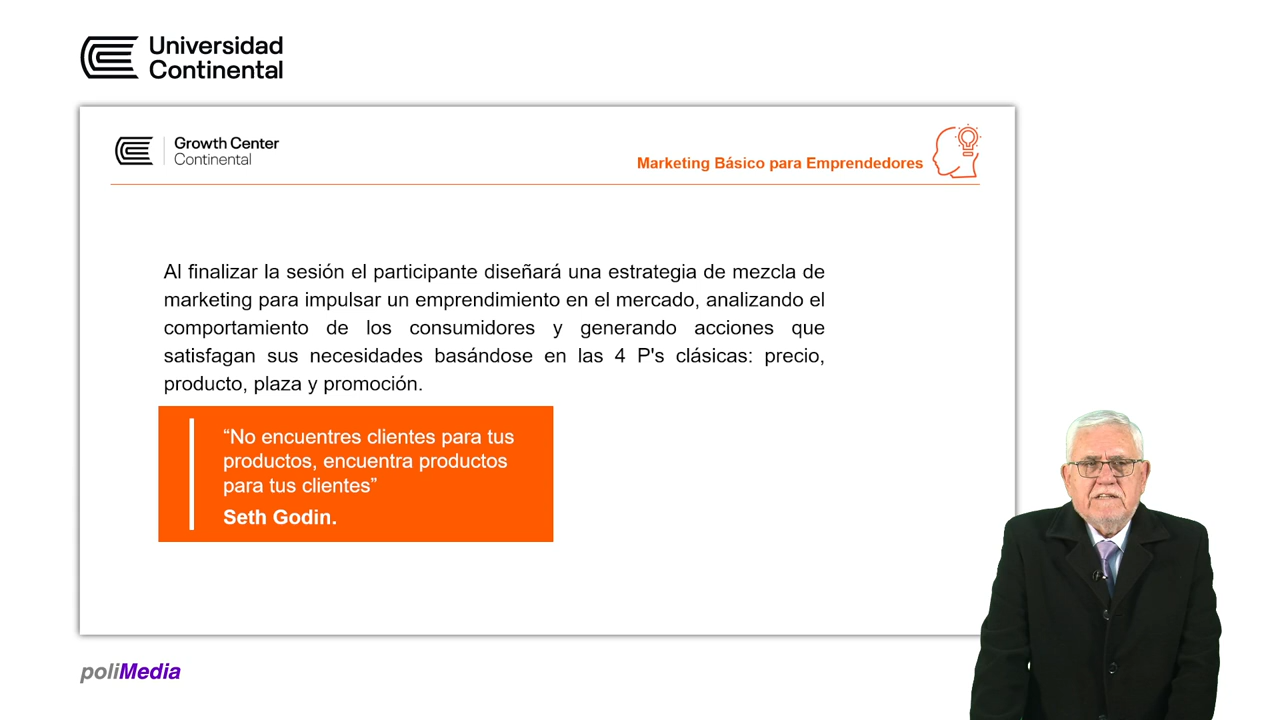 Universidad
Continental
Growth Center
Continental
Marketing Básico para Emprendedores
Al finalizar la sesión el participante diseñará una estrategia de mezcla de
marketing para impulsar un emprendimiento en el mercado, analizando el
comportamiento de los consumidores y generando acciones que
satisfagan sus necesidades basándose en las 4 P's clásicas: precio,
producto, plaza y promoción.
“No encuentres clientes para tus
productos, encuentra productos
para tus clientes”
Seth Godin.
poliMedia